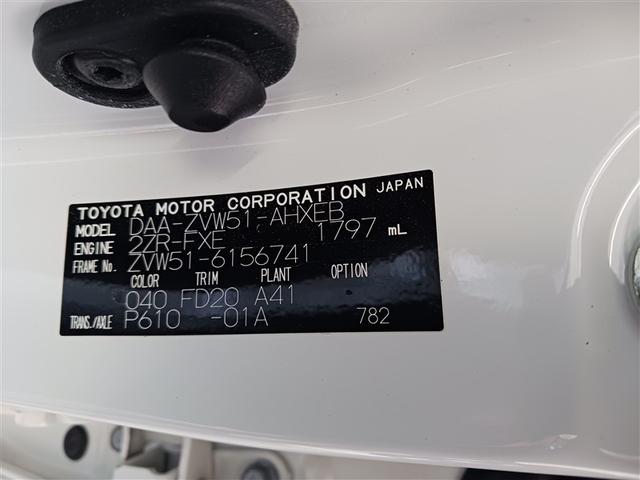 TOYOTA MOTOR CORPORATION JAPAN
MODEL DAA-ZVW51-AHXEB
ENGINE 2ZR-FXE 1797 mL
FRAME No. ZVW51-6156741
COLOR TRIM PLANT OPTION
040 FD20 A41
TRANS./AXLE P610 -01A 782